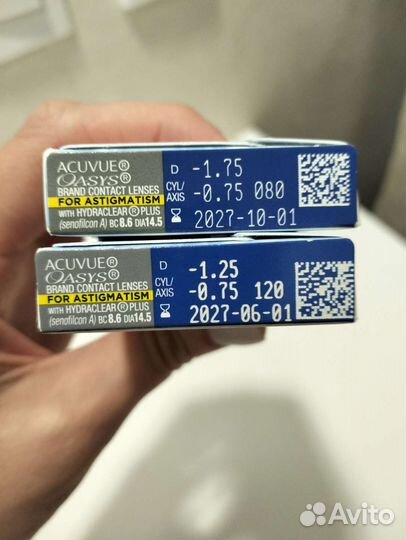 ACUVUE®
OASYS®
BRAND CONTACT LENSES
FOR ASTIGMATISM
WITH HYDRACLEAR® PLUS
(senofilcon A) BC 8.6 DIA 14.5
D -1.75
CYL/AXIS -0.75 080
2027-10-01
ACUVUE®
OASYS®
BRAND CONTACT LENSES
FOR ASTIGMATISM
WITH HYDRACLEAR® PLUS
(senofilcon A) BC 8.6 DIA 14.5
D -1.25
CYL/AXIS -0.75 120
2027-06-01
Avito